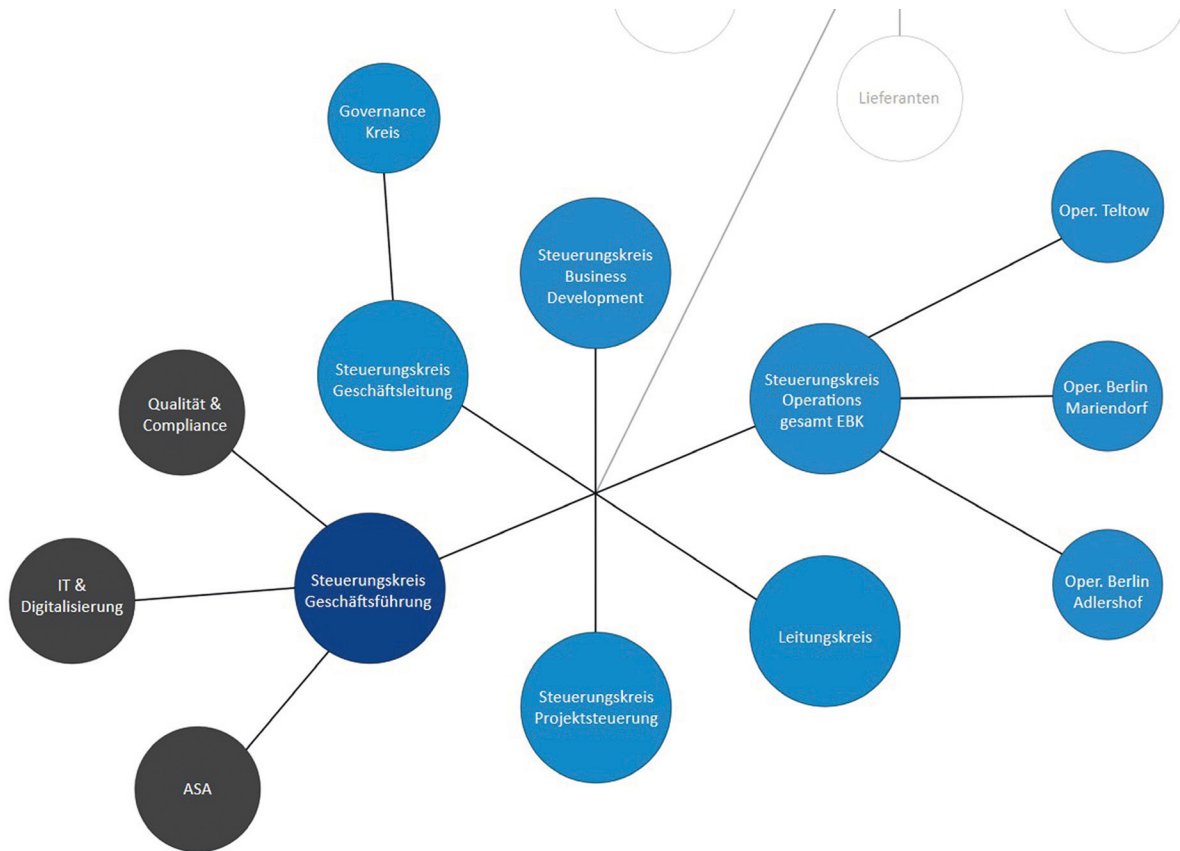 Lieferanten
Governance
Kreis
Oper. Teltow
Steuerungskreis
Business
Development
Steuerungskreis
Geschäftsleitung
Steuerungskreis
Operations
gesamt EBK
Oper. Berlin
Mariendorf
Qualität &
Compliance
IT &
Digitalisierung
Steuerungskreis
Geschäftsführung
Oper. Berlin
Adlershof
Leitungskreis
Steuerungskreis
Projektsteuerung
ASA